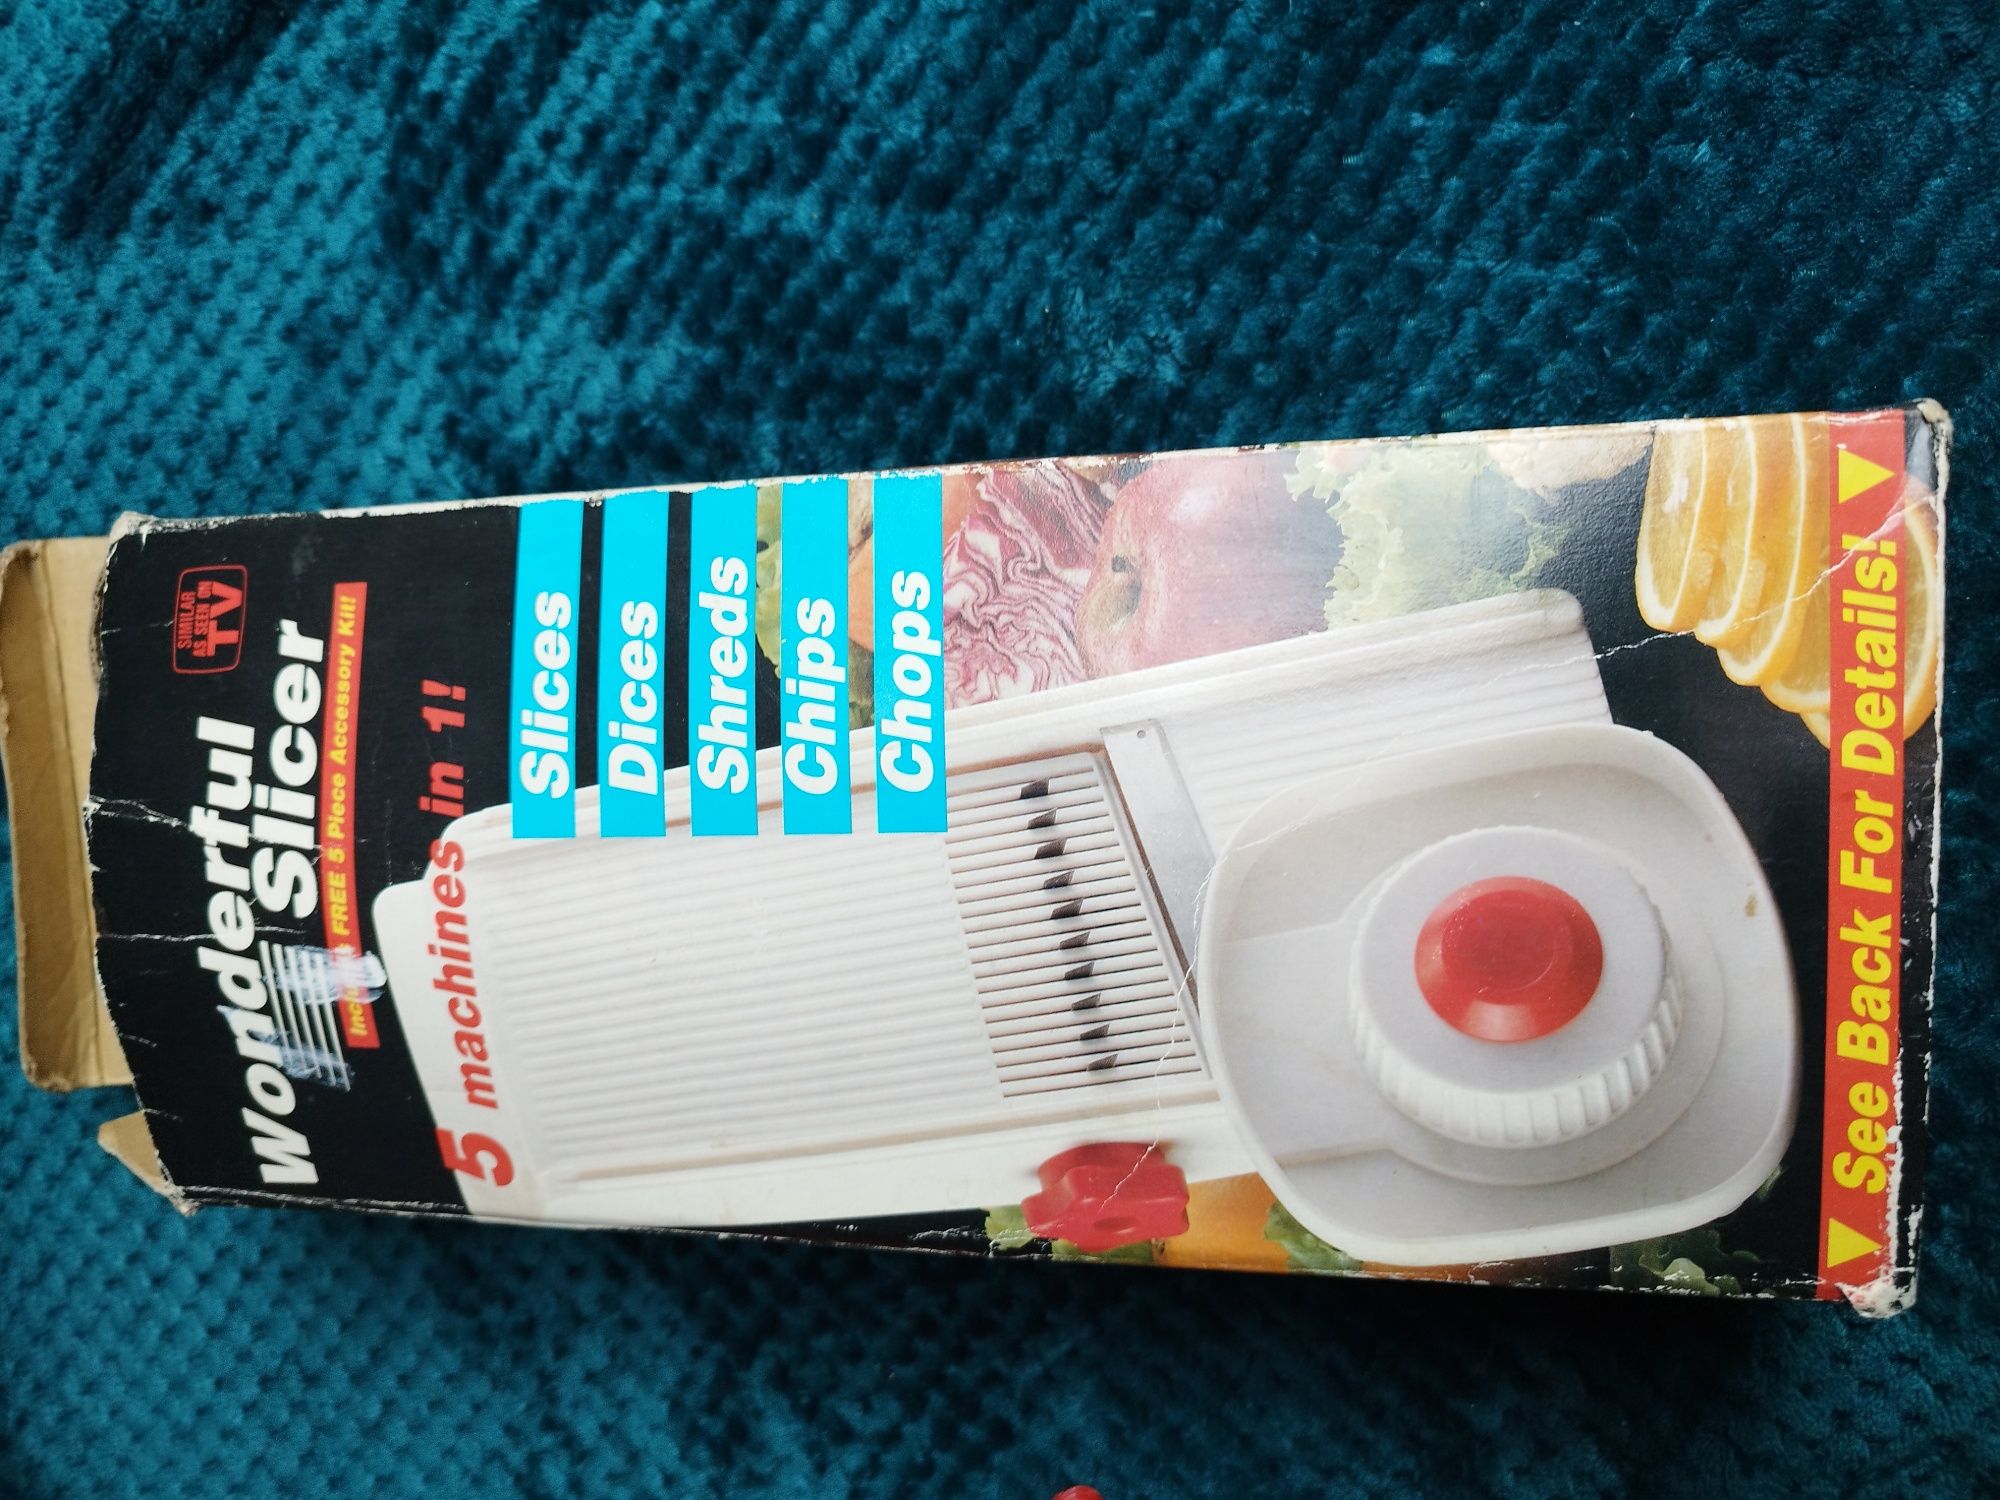 SIMILAR
AS SEEN ON
TV
Wonderful
Slicer
Includes FREE 5 Piece Accessory Kit!
5 machines in 1!
Slices
Dices
Shreds
Chips
Chops
See Back For Details!